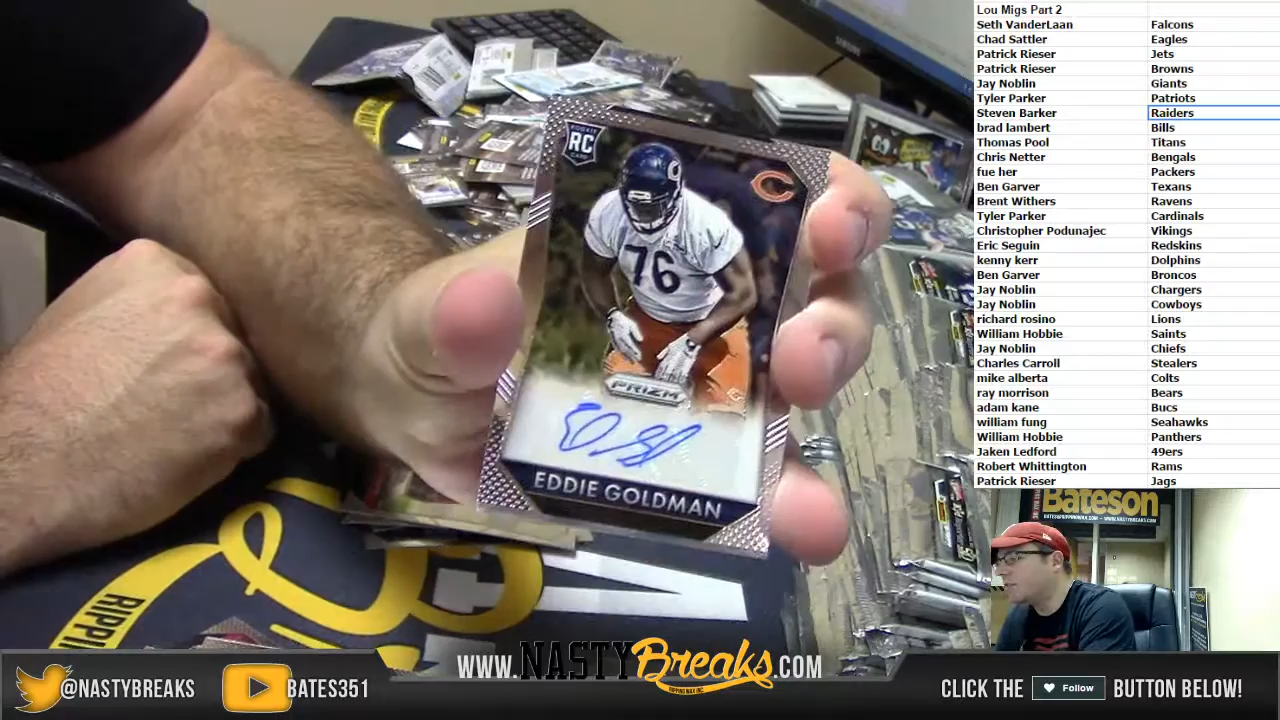 Lou Migs Part 2
Seth VanderLaan Falcons
Chad Sattler Eagles
Patrick Rieser Jets
Patrick Rieser Browns
Jay Noblin Giants
Tyler Parker Patriots
Steven Barker Raiders
brad lambert Bills
Thomas Pool Titans
Chris Netter Bengals
fue her Packers
Ben Garver Texans
Brent Withers Ravens
Tyler Parker Cardinals
Christopher Podunajec Vikings
Eric Seguin Redskins
kenny kerr Dolphins
Ben Garver Broncos
Jay Noblin Chargers
Jay Noblin Cowboys
richard rosino Lions
William Hobbie Saints
Jay Noblin Chiefs
Charles Carroll Stealers
mike alberta Colts
ray morrison Bears
adam kane Bucs
william fung Seahawks
William Hobbie Panthers
Jaken Ledford 49ers
Robert Whittington Rams
Patrick Rieser Jags
ROOKIE
RC
CARD
C
76
PRIZM
EDDIE GOLDMAN
RIPPIN
Bateson
@NASTYBREAKS
BATES351
WWW.NASTYBreaks.COM
RIPPING WAX INC.
CLICK THE Follow BUTTON BELOW!